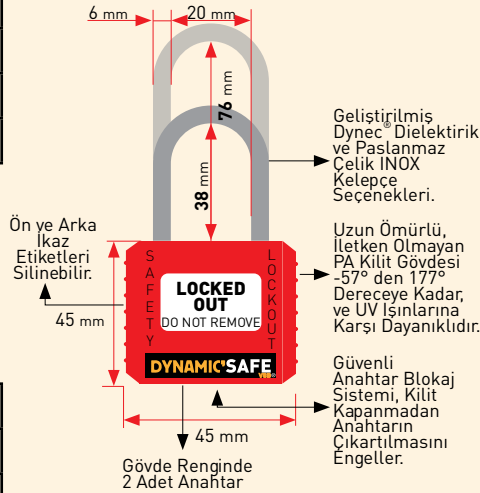 6 mm
20 mm
76 mm
38 mm
Geliştirilmiş
Dynec® Dielektirik
ve Paslanmaz
Çelik INOX
Kelepçe
Seçenekleri.
Ön ve Arka
İkaz
Etiketleri
Silinebilir.
45 mm
SAFETY
LOCKED
OUT
DO NOT REMOVE
LOCKOUT
DYNAMIC SAFE
Uzun Ömürlü,
İletken Olmayan
PA Kilit Gövdesi
-57° den 177°
Dereceye Kadar,
ve UV Işınlarına
Karşı Dayanıklıdır.
45 mm
Güvenli
Anahtar Blokaj
Sistemi, Kilit
Kapanmadan
Anahtarın
Çıkartılmasını
Engeller.
Gövde Renginde
2 Adet Anahtar